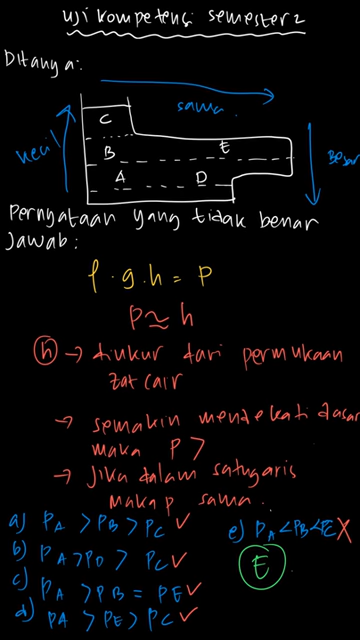 uji kompetensi semester 2
Ditanya:
sama
kecil
C
B
E
Besar
A
D
Pernyataan yang tidak benar
Jawab:
ρ . g . h = P
P ≃ h
(h) → diukur dari permukaan
zat cair
→ semakin mendekati dasar
maka P >
→ Jika dalam satu garis
maka p sama.
a) PA > PB > PC ✓
b) PA > PD > PC ✓
c) PA > PB = PE ✓
d) PA > PE > PC ✓
e) PA < PB < PE X
E